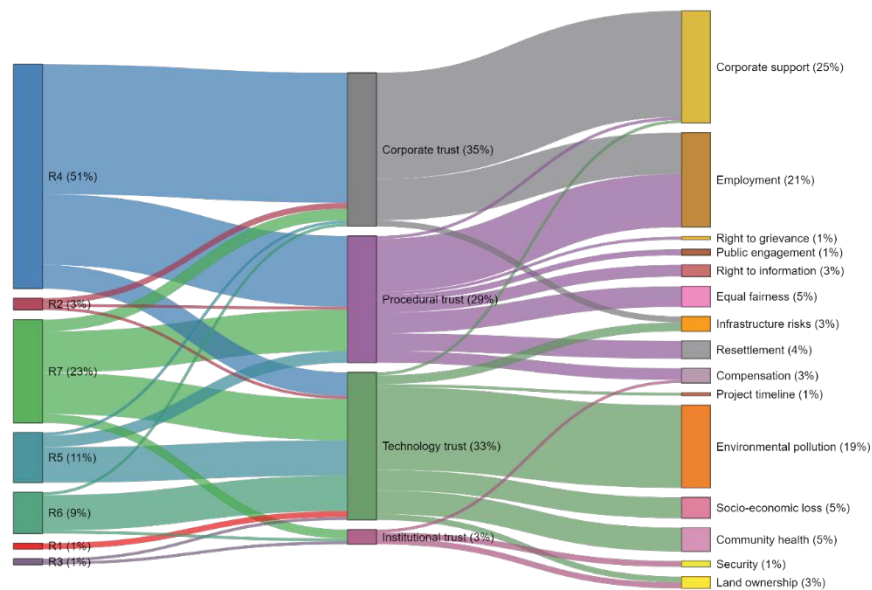 R4 (51%)
R2 (3%)
R7 (23%)
R5 (11%)
R6 (9%)
R1 (1%)
R3 (1%)
Corporate trust (35%)
Procedural trust (29%)
Technology trust (33%)
Institutional trust (3%)
Corporate support (25%)
Employment (21%)
Right to grievance (1%)
Public engagement (1%)
Right to information (3%)
Equal fairness (5%)
Infrastructure risks (3%)
Resettlement (4%)
Compensation (3%)
Project timeline (1%)
Environmental pollution (19%)
Socio-economic loss (5%)
Community health (5%)
Security (1%)
Land ownership (3%)